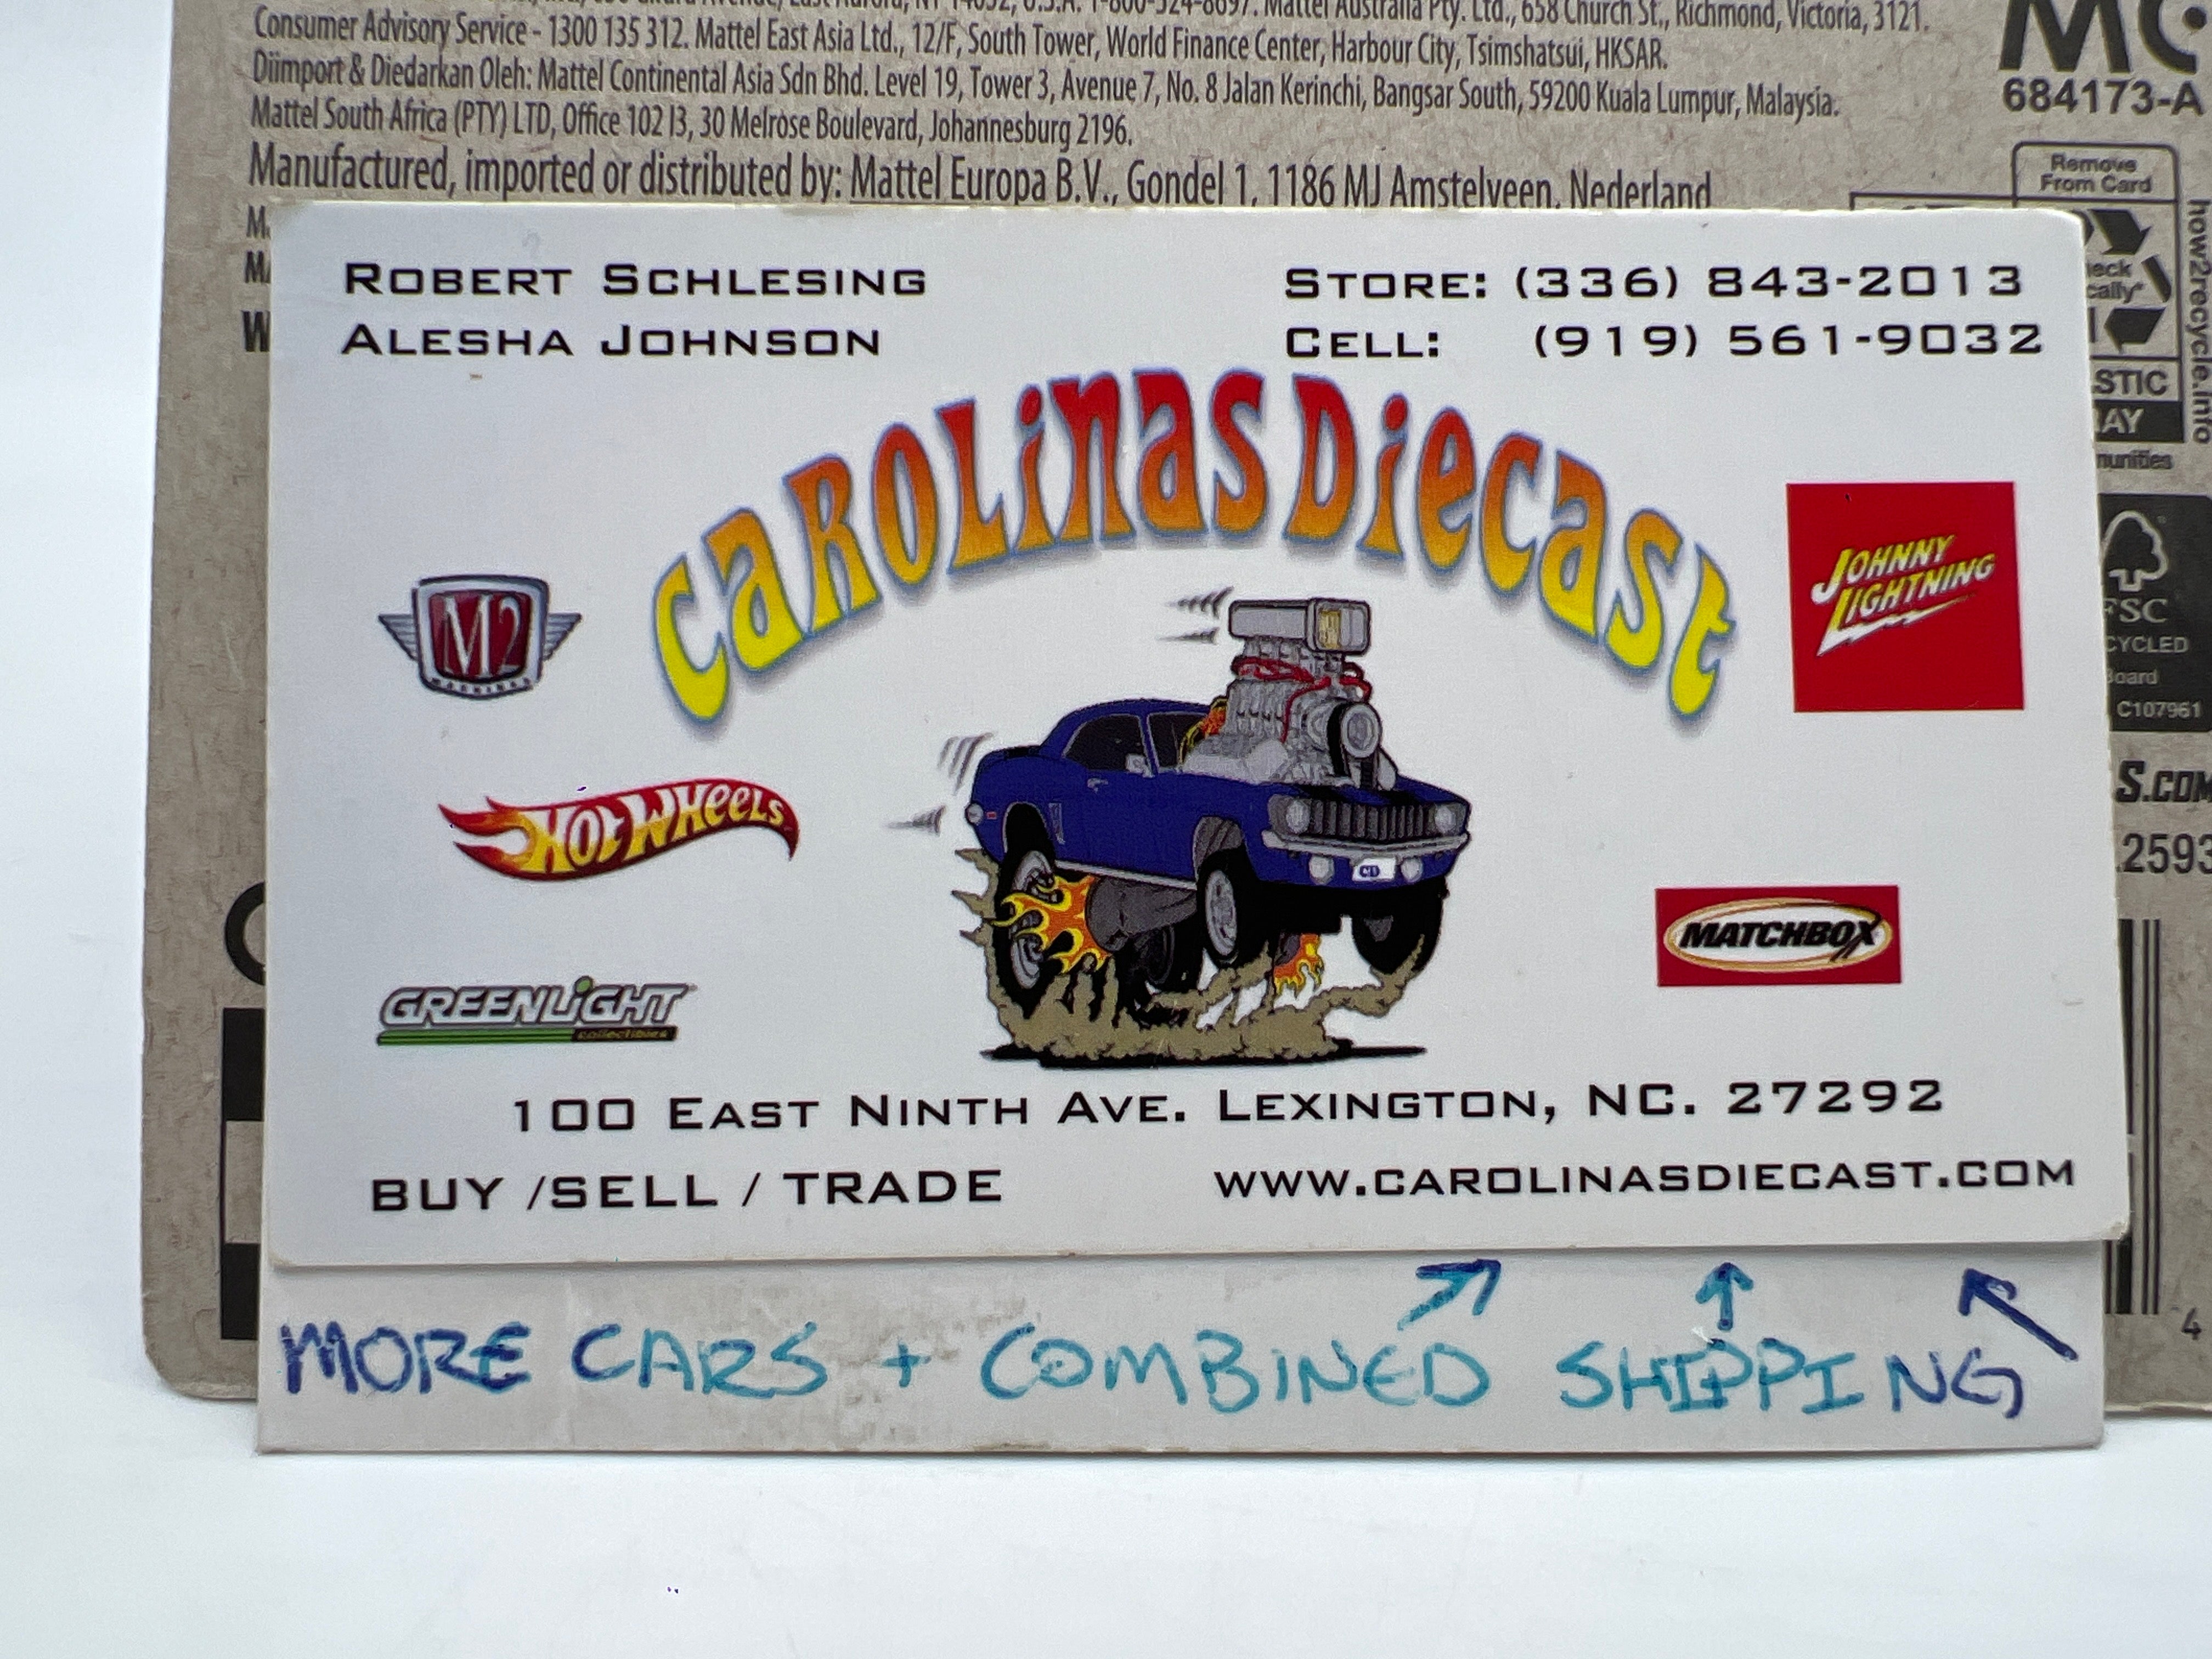 Consumer Advisory Service - 1300 135 312. Mattel East Asia Ltd., 12/F, South Tower, World Finance Center, Harbour City, Tsimshatsui, HKSAR.
Diimport & Diedarkan Oleh: Mattel Continental Asia Sdn Bhd. Level 19, Tower 3, Avenue 7, No. 8 Jalan Kerinchi, Bangsar South, 59200 Kuala Lumpur, Malaysia.
Mattel South Africa (PTY) LTD, Office 102 I3, 30 Melrose Boulevard, Johannesburg 2196.
Manufactured, imported or distributed by: Mattel Europa B.V., Gondel 1, 1186 MJ Amstelveen, Nederland
684173-A
Remove
From Card
how2recycle.info
ROBERT SCHLESING
ALESHA JOHNSON
STORE: (336) 843-2013
CELL: (919) 561-9032
CAROLINAS DIECAST
M2
MACHINES
JOHNNY
LIGHTNING
HOT WHEELS
CD
MATCHBOX
GREENLIGHT
collectibles
100 EAST NINTH AVE. LEXINGTON, NC. 27292
BUY /SELL / TRADE
WWW.CAROLINASDIECAST.COM
C107961
S.COM
.2593
4
MORE CARS + COMBINED SHIPPING